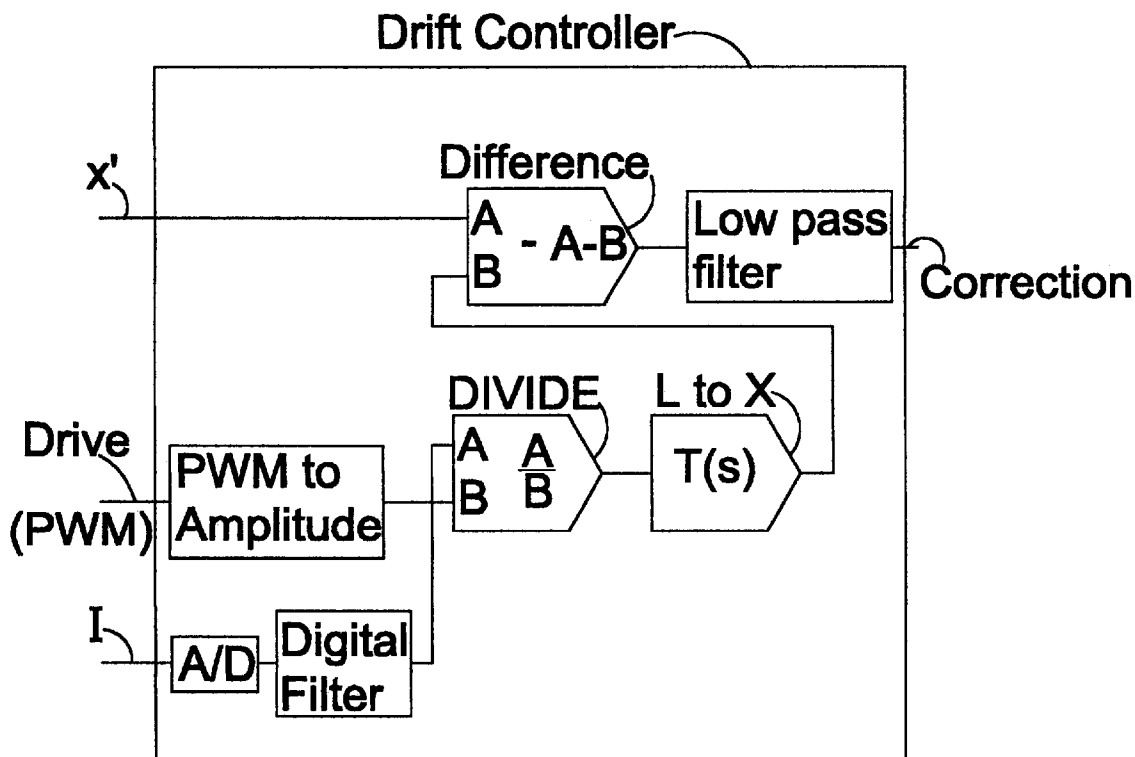 Drift Controller
x'
Difference
A
B
- A-B
Low pass
filter
Correction
DIVIDE
L to X
Drive
(PWM)
PWM to
Amplitude
A
B
A
B
T(s)
I
A/D
Digital
Filter